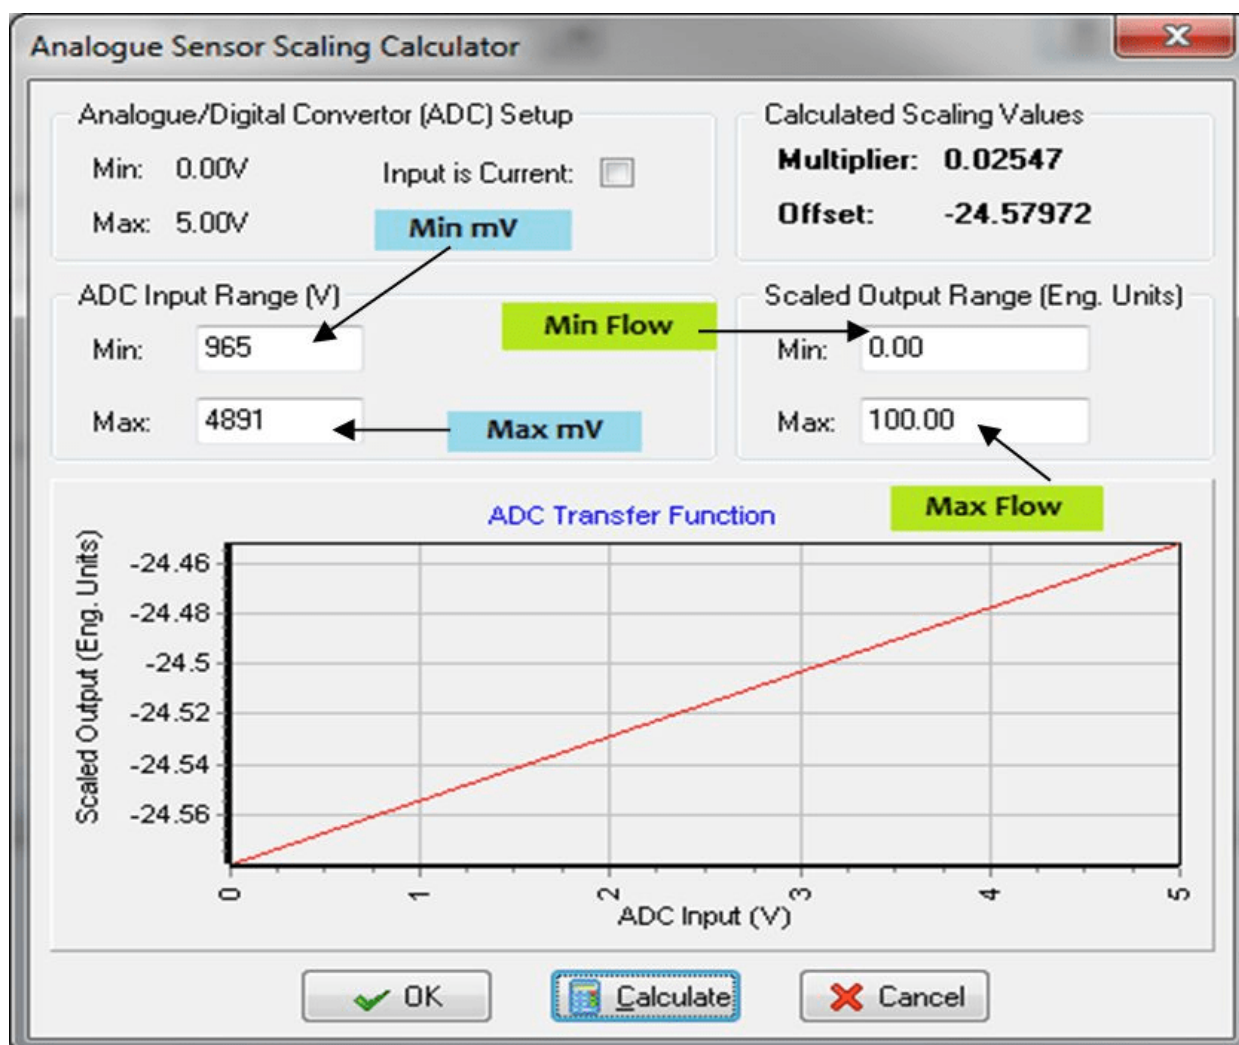 Analogue Sensor Scaling Calculator
Analogue/Digital Convertor (ADC) Setup
Min: 0.00V
Input is Current:
Max: 5.00V
Min mV
Calculated Scaling Values
Multiplier: 0.02547
Offset: -24.57972
ADC Input Range (V)
Min: 965
Max: 4891
Max mV
Min Flow
Scaled Output Range (Eng. Units)
Min: 0.00
Max: 100.00
Max Flow
ADC Transfer Function
Scaled Output (Eng. Units)
-24.46
-24.48
-24.5
-24.52
-24.54
-24.56
0 1 2 3 4 5
ADC Input (V)
OK
Calculate
Cancel